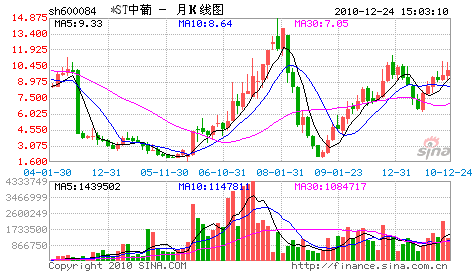 sh600084 *ST中葡 - 月K线图 2010-12-24 15:03:10
14.875 MA5:9.33 MA10:8.64 MA30:7.05
13.400
11.925
10.450
8.975
7.500
6.025
4.550
3.075
1.600
sina
04-01-30 12-31 05-11-30 06-10-31 08-01-31 09-01-23 12-31 10-12-24
4333749 MA5:1439502 MA10:1147811 MA30:1084717
3466999
2600249
1733500
866750
Copyright 2010 SINA.COM http://finance.sina.com.cn